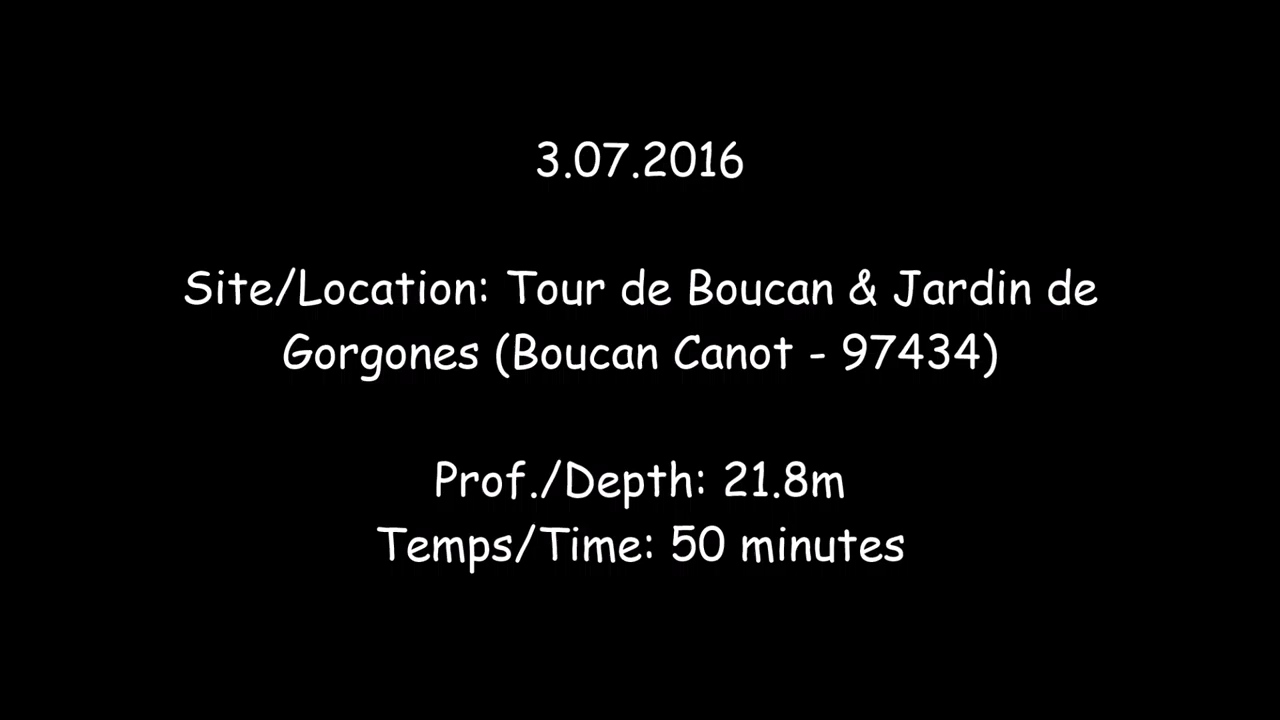 3.07.2016
Site/Location: Tour de Boucan & Jardin de
Gorgones (Boucan Canot - 97434)
Prof./Depth: 21.8m
Temps/Time: 50 minutes